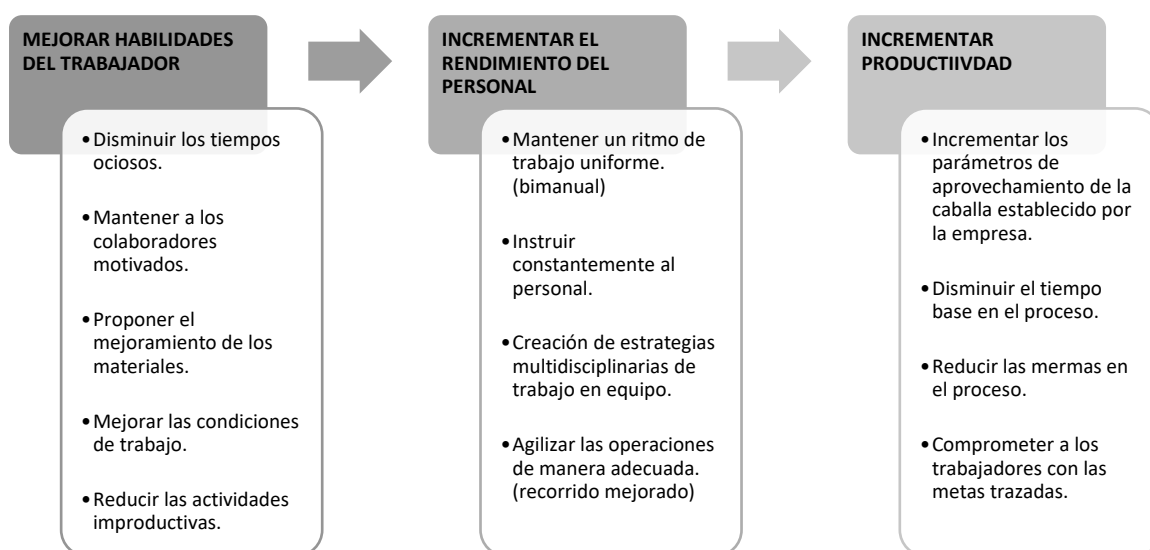 MEJORAR HABILIDADES
DEL TRABAJADOR
•Disminuir los tiempos
ociosos.
•Mantener a los
colaboradores
motivados.
•Proponer el
mejoramiento de los
materiales.
•Mejorar las condiciones
de trabajo.
•Reducir las actividades
improductivas.
INCREMENTAR EL
RENDIMIENTO DEL
PERSONAL
•Mantener un ritmo de
trabajo uniforme.
(bimanual)
•Instruir
constantemente al
personal.
•Creación de estrategias
multidisciplinarias de
trabajo en equipo.
•Agilizar las operaciones
de manera adecuada.
(recorrido mejorado)
INCREMENTAR
PRODUCTIIVDAD
•Incrementar los
parámetros de
aprovechamiento de la
caballa establecido por
la empresa.
•Disminuir el tiempo
base en el proceso.
•Reducir las mermas en
el proceso.
•Comprometer a los
trabajadores con las
metas trazadas.